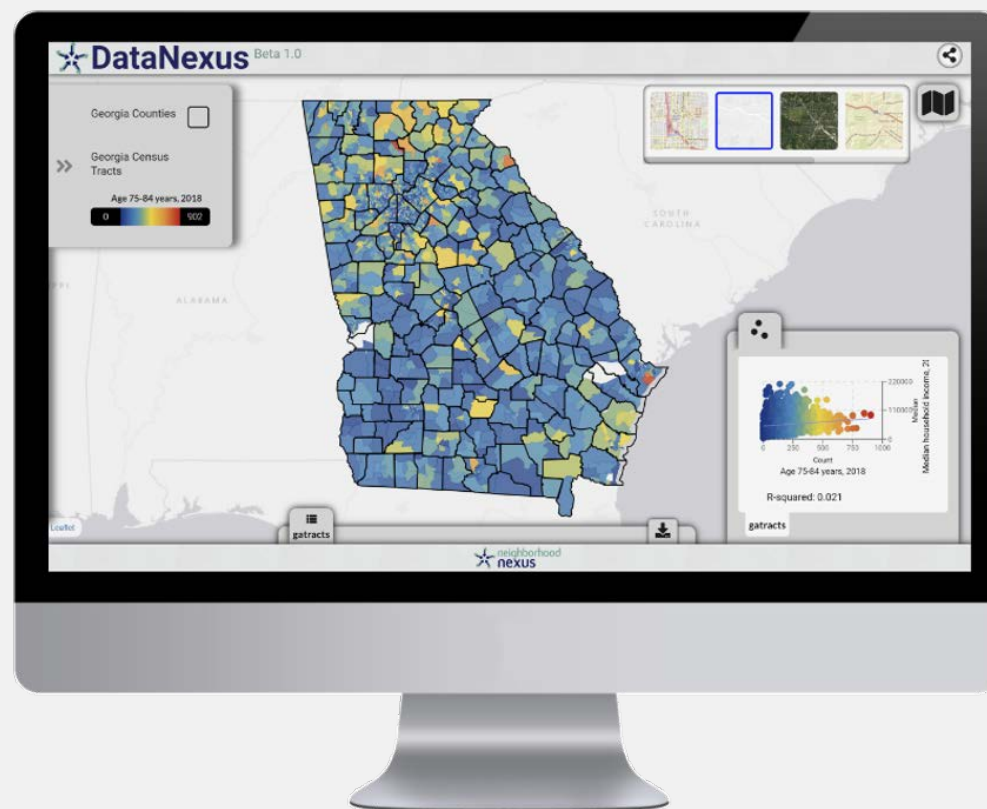 DataNexus Beta 1.0
Georgia Counties
Georgia Census
Tracts
Age 75-84 years, 2018
0 902
SOUTH
CAROLINA
ALABAMA
220000
110000
0
Median
Median household income, 20
0 250 500 750 1000
Count
Age 75-84 years, 2018
R-squared: 0.021
gatracts
Leaflet
gatracts
neighborhood
nexus